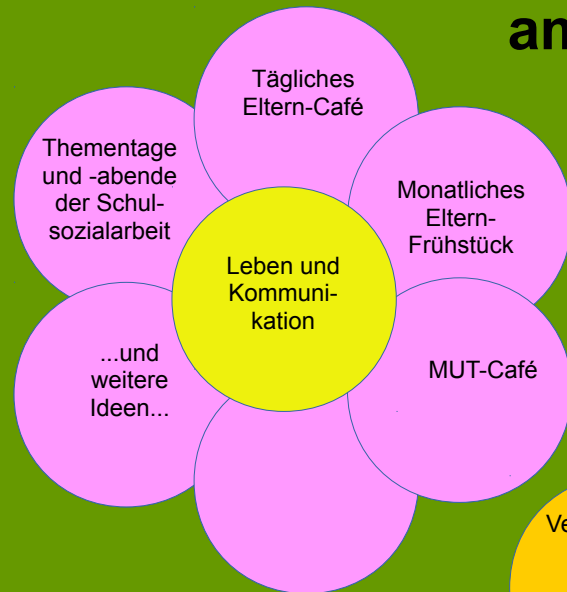 an
Tägliches
Eltern-Café
Thementage
und -abende
der Schul-
sozialarbeit
Monatliches
Eltern-
Frühstück
Leben und
Kommuni-
kation
...und
weitere
Ideen...
MUT-Café
Ve